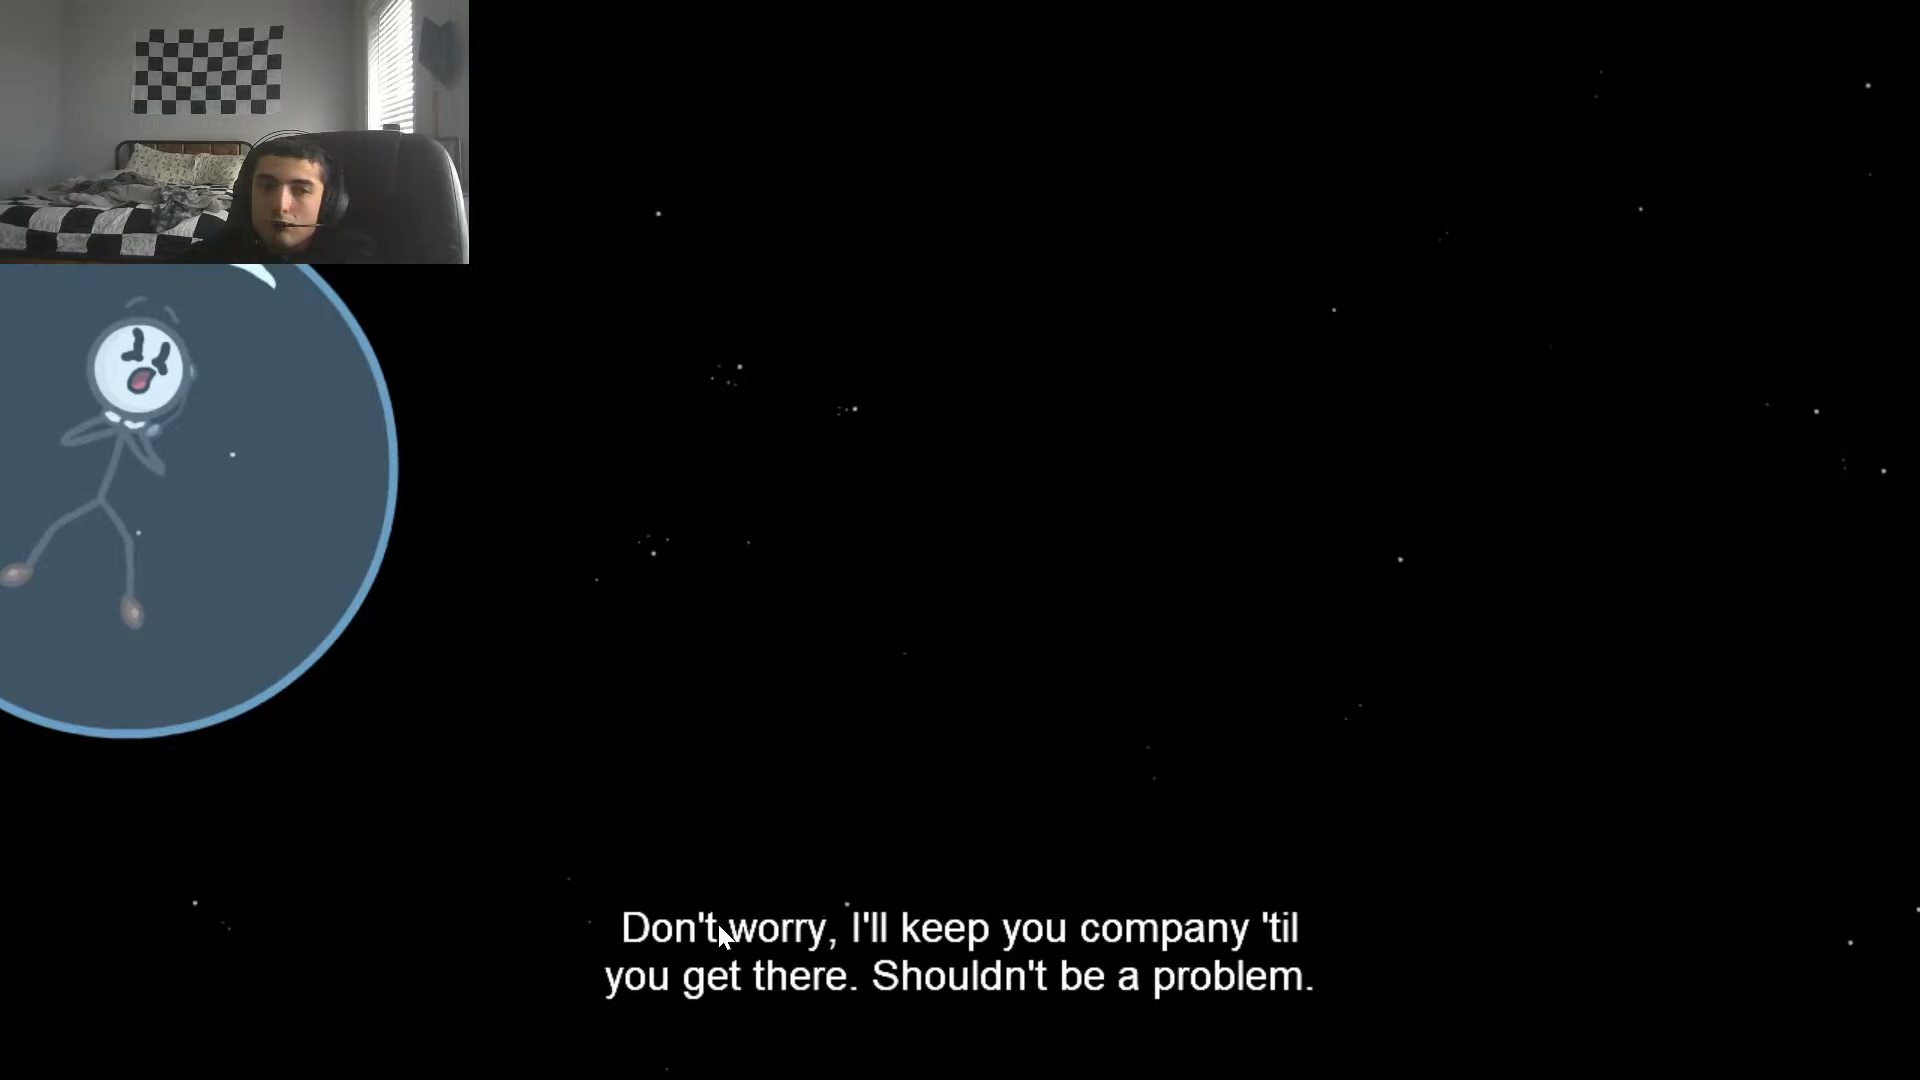 Don't worry, I'll keep you company 'til
you get there. Shouldn't be a problem.